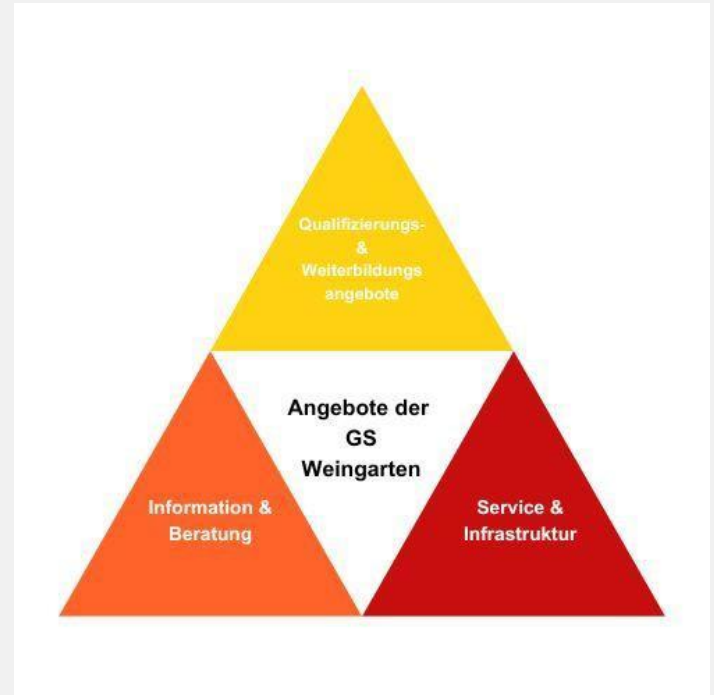 Qualifizierungs-
&
Weiterbildungs
angebote
Angebote der
GS
Weingarten
Information &
Beratung
Service &
Infrastruktur